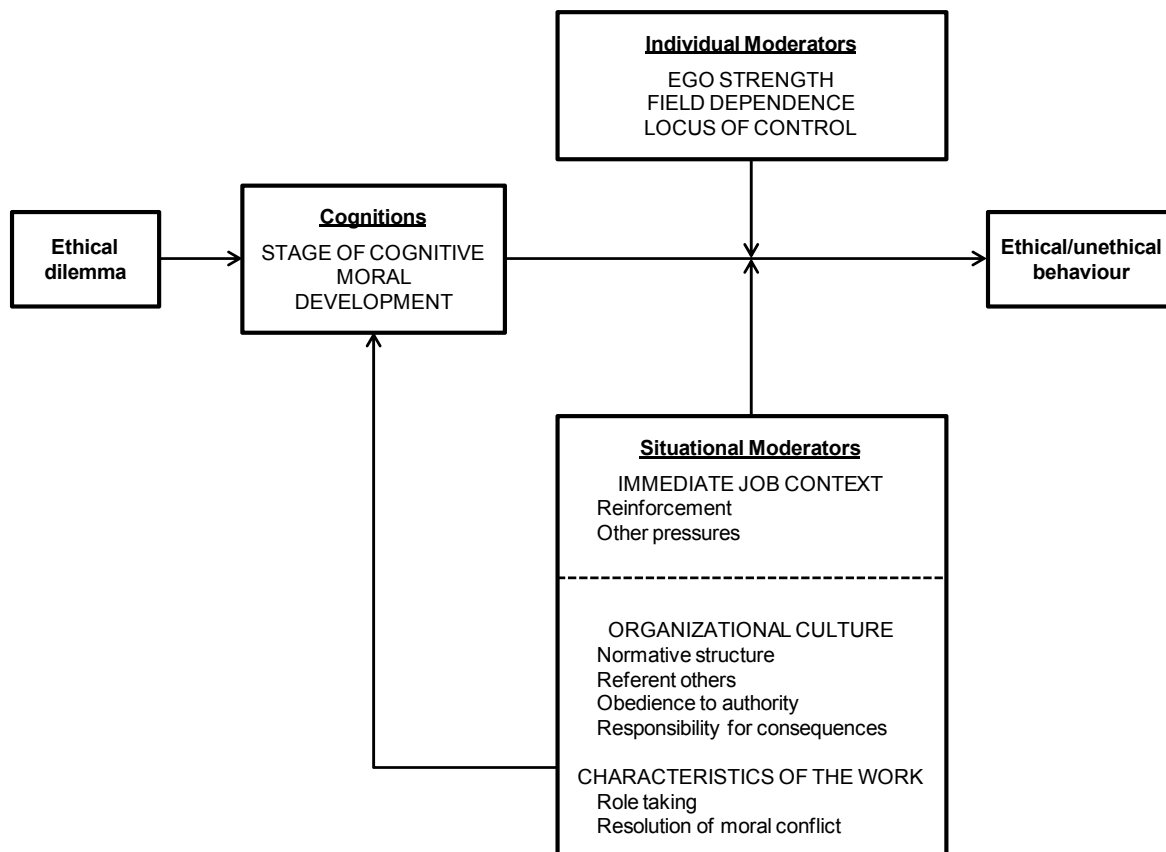 Individual Moderators
EGO STRENGTH
FIELD DEPENDENCE
LOCUS OF CONTROL
Ethical
dilemma
Cognitions
STAGE OF COGNITIVE
MORAL
DEVELOPMENT
Ethical/unethical
behaviour
Situational Moderators
IMMEDIATE JOB CONTEXT
Reinforcement
Other pressures
ORGANIZATIONAL CULTURE
Normative structure
Referent others
Obedience to authority
Responsibility for consequences
CHARACTERISTICS OF THE WORK
Role taking
Resolution of moral conflict